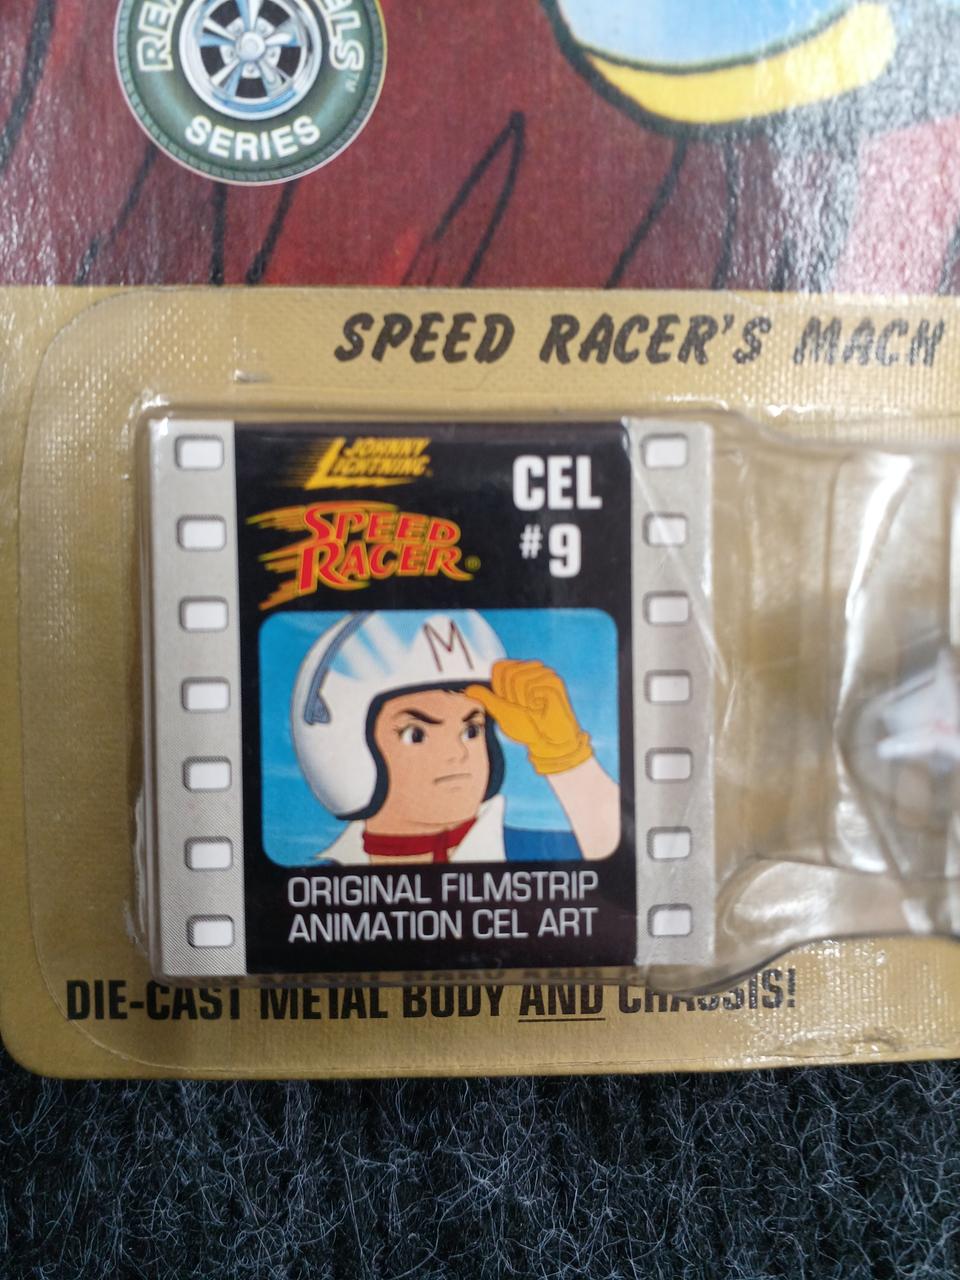 SERIES
SPEED RACER'S MACH
JOHNNY
LIGHTNING
CEL
#9
SPEED
RACER®
M
ORIGINAL FILMSTRIP
ANIMATION CEL ART
DIE-CAST METAL BODY AND CHASSIS!